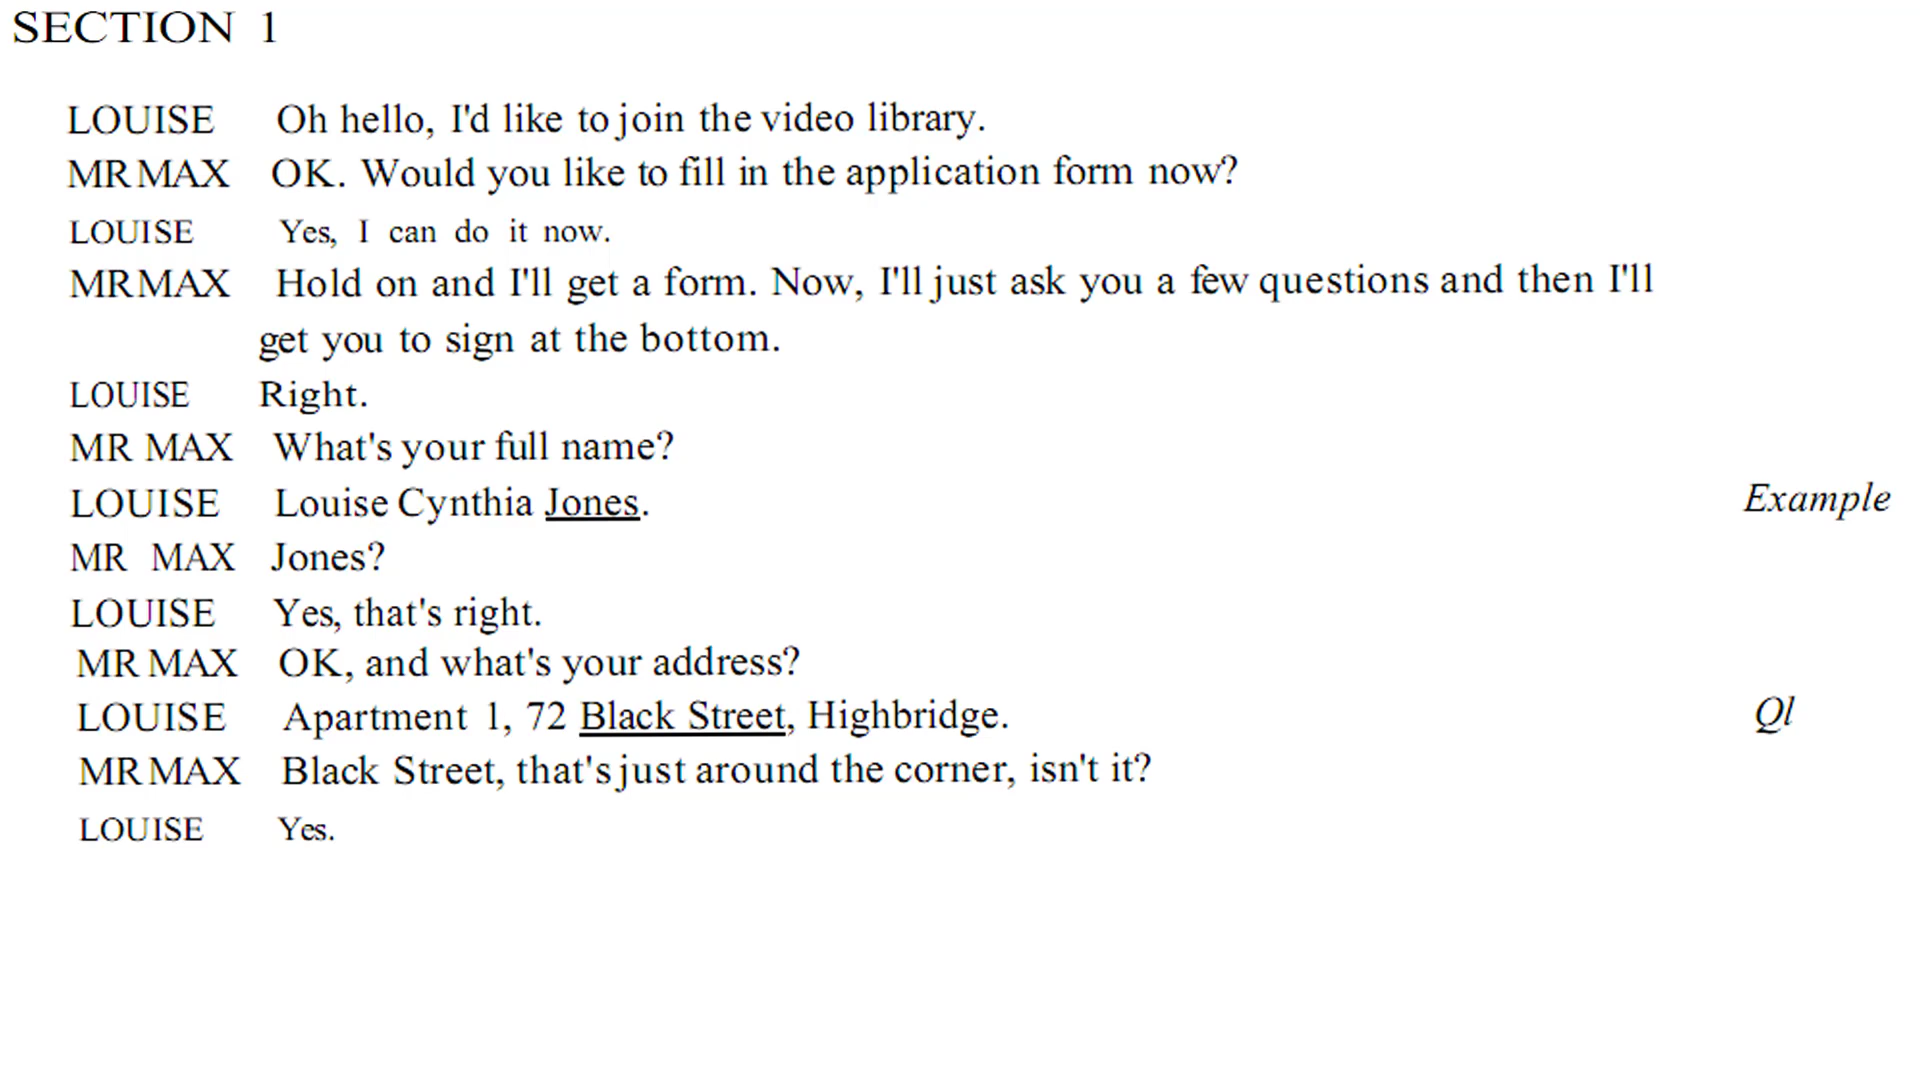 SECTION 1
LOUISE Oh hello, I'd like to join the video library.
MR MAX OK. Would you like to fill in the application form now?
LOUISE Yes, I can do it now.
MR MAX Hold on and I'll get a form. Now, I'll just ask you a few questions and then I'll
get you to sign at the bottom.
LOUISE Right.
MR MAX What's your full name?
LOUISE Louise Cynthia Jones. Example
MR MAX Jones?
LOUISE Yes, that's right.
MR MAX OK, and what's your address?
LOUISE Apartment 1, 72 Black Street, Highbridge. Ql
MR MAX Black Street, that's just around the corner, isn't it?
LOUISE Yes.